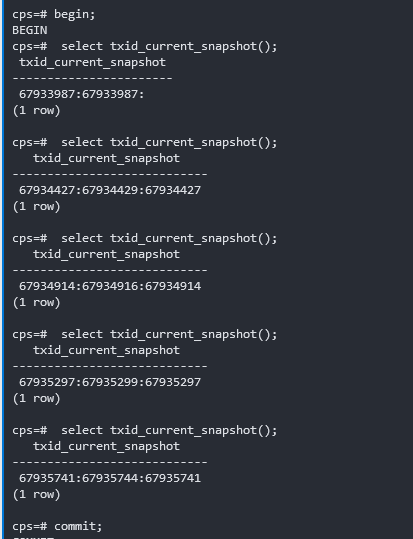 cps=# begin;
BEGIN
cps=#  select txid_current_snapshot();
 txid_current_snapshot
-----------------------
 67933987:67933987:
(1 row)

cps=#  select txid_current_snapshot();
   txid_current_snapshot
----------------------------
 67934427:67934429:67934427
(1 row)

cps=#  select txid_current_snapshot();
   txid_current_snapshot
----------------------------
 67934914:67934916:67934914
(1 row)

cps=#  select txid_current_snapshot();
   txid_current_snapshot
----------------------------
 67935297:67935299:67935297
(1 row)

cps=#  select txid_current_snapshot();
   txid_current_snapshot
----------------------------
 67935741:67935744:67935741
(1 row)

cps=# commit;